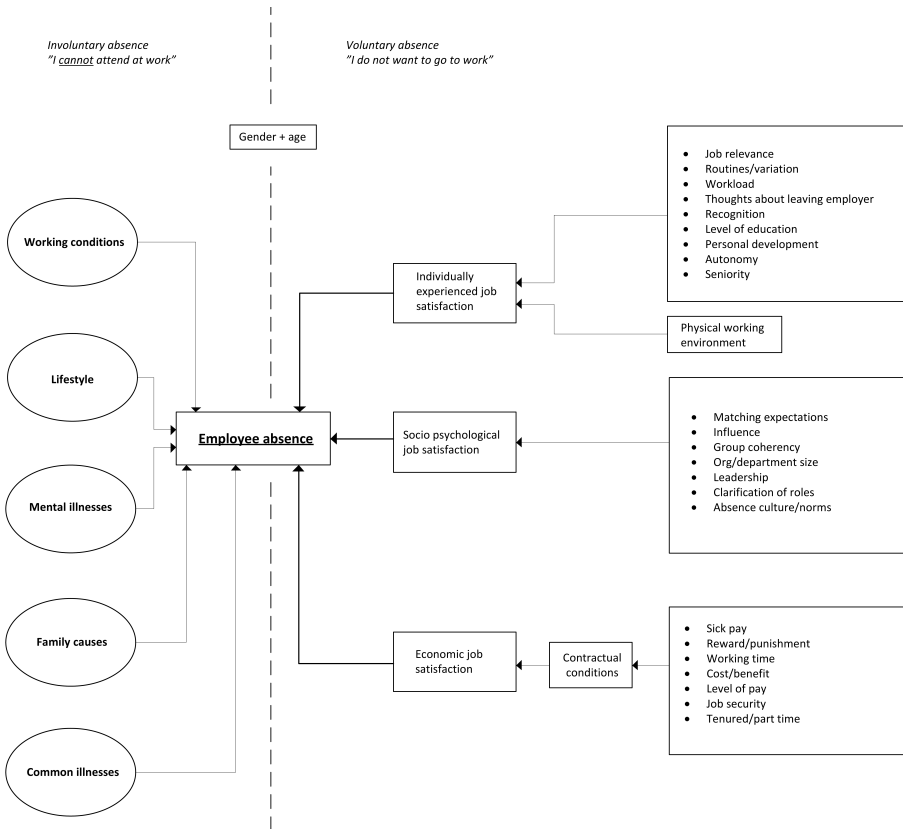 Involuntary absence
"I cannot attend at work"
Voluntary absence
"I do not want to go to work"
Gender + age
Working conditions
Lifestyle
Mental illnesses
Family causes
Common illnesses
Employee absence
Individually
experienced job
satisfaction
Socio psychological
job satisfaction
Economic job
satisfaction
Contractual
conditions
• Job relevance
• Routines/variation
• Workload
• Thoughts about leaving employer
• Recognition
• Level of education
• Personal development
• Autonomy
• Seniority
Physical working
environment
• Matching expectations
• Influence
• Group coherency
• Org/department size
• Leadership
• Clarification of roles
• Absence culture/norms
• Sick pay
• Reward/punishment
• Working time
• Cost/benefit
• Level of pay
• Job security
• Tenured/part time